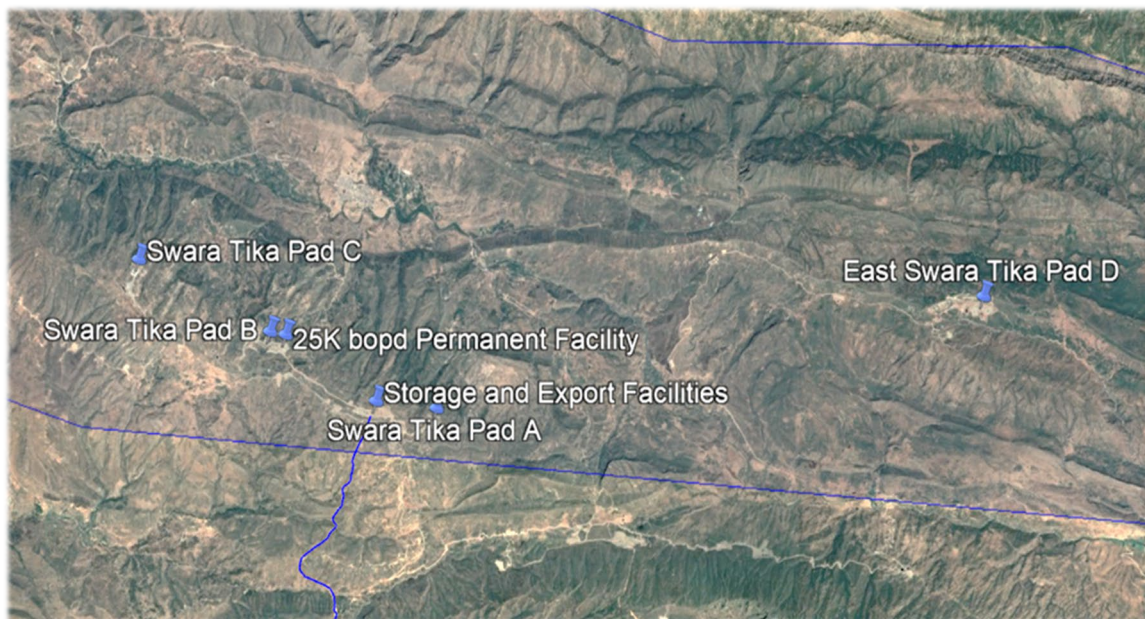 Swara Tika Pad C
East Swara Tika Pad D
Swara Tika Pad B
25K bopd Permanent Facility
Storage and Export Facilities
Swara Tika Pad A